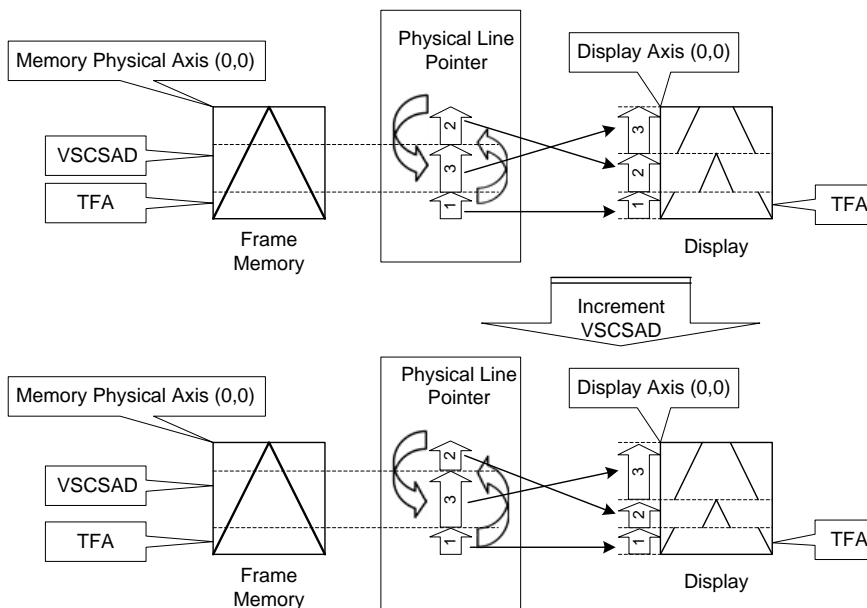 Memory Physical Axis (0,0)
Physical Line
Pointer
Display Axis (0,0)
VSCSAD
TFA
2
3
1
3
2
1
TFA
Frame
Memory
Display
Increment
VSCSAD
Memory Physical Axis (0,0)
Physical Line
Pointer
Display Axis (0,0)
VSCSAD
TFA
2
3
1
3
2
1
TFA
Frame
Memory
Display